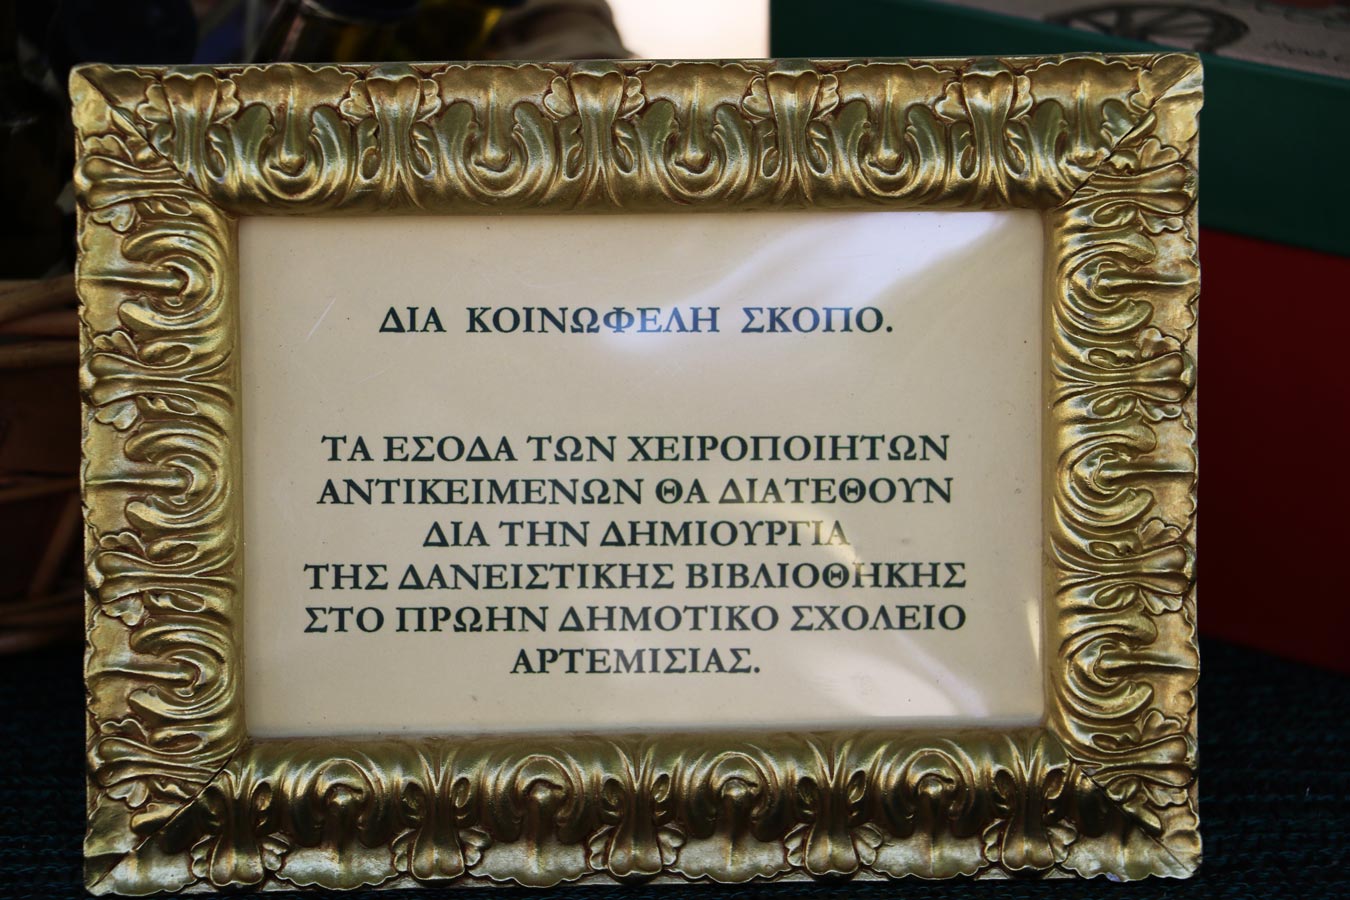 ΔΙΑ ΚΟΙΝΩΦΕΛΗ ΣΚΟΠΟ.
ΤΑ ΕΣΟΔΑ ΤΩΝ ΧΕΙΡΟΠΟΙΗΤΩΝ
ΑΝΤΙΚΕΙΜΕΝΩΝ ΘΑ ΔΙΑΤΕΘΟΥΝ
ΔΙΑ ΤΗΝ ΔΗΜΙΟΥΡΓΙΑ
ΤΗΣ ΔΑΝΕΙΣΤΙΚΗΣ ΒΙΒΛΙΟΘΗΚΗΣ
ΣΤΟ ΠΡΩΗΝ ΔΗΜΟΤΙΚΟ ΣΧΟΛΕΙΟ
ΑΡΤΕΜΙΣΙΑΣ.